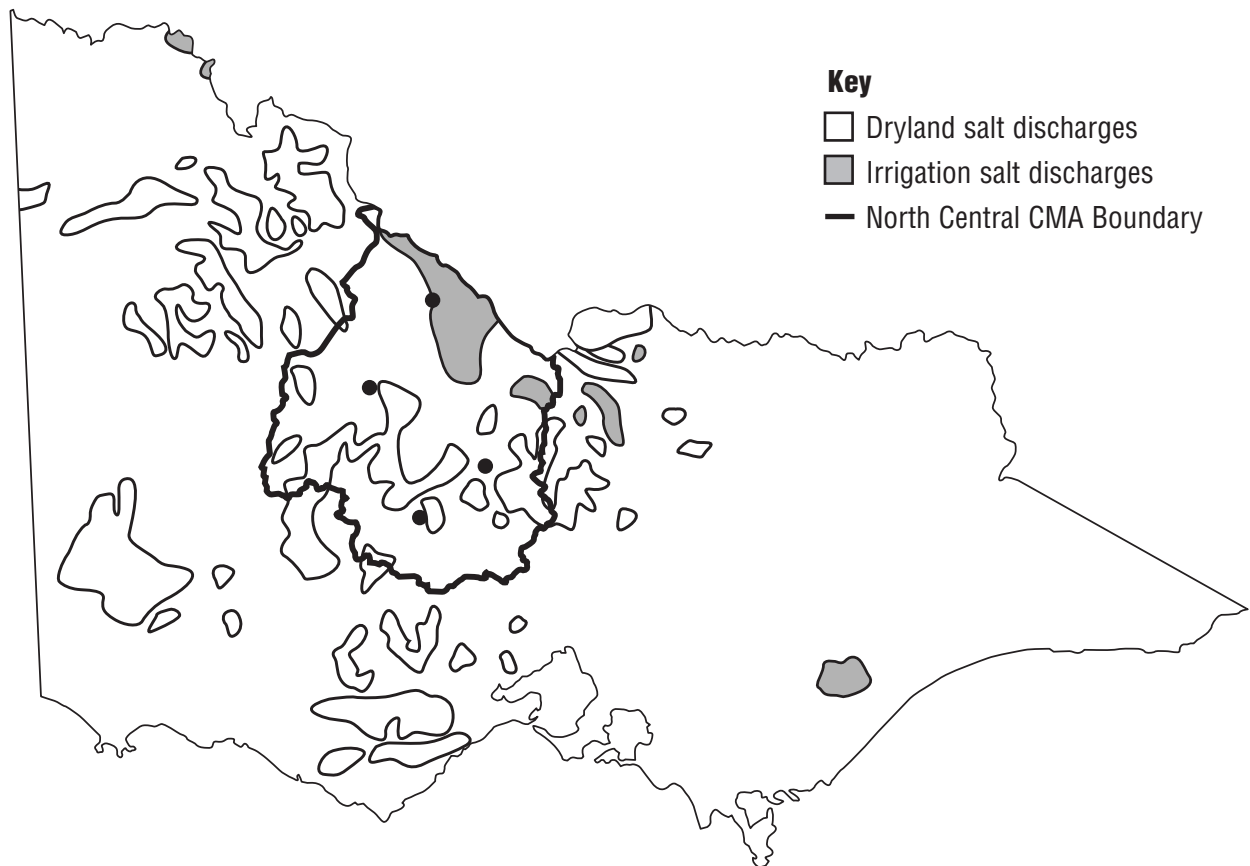 Key
Dryland salt discharges
Irrigation salt discharges
North Central CMA Boundary